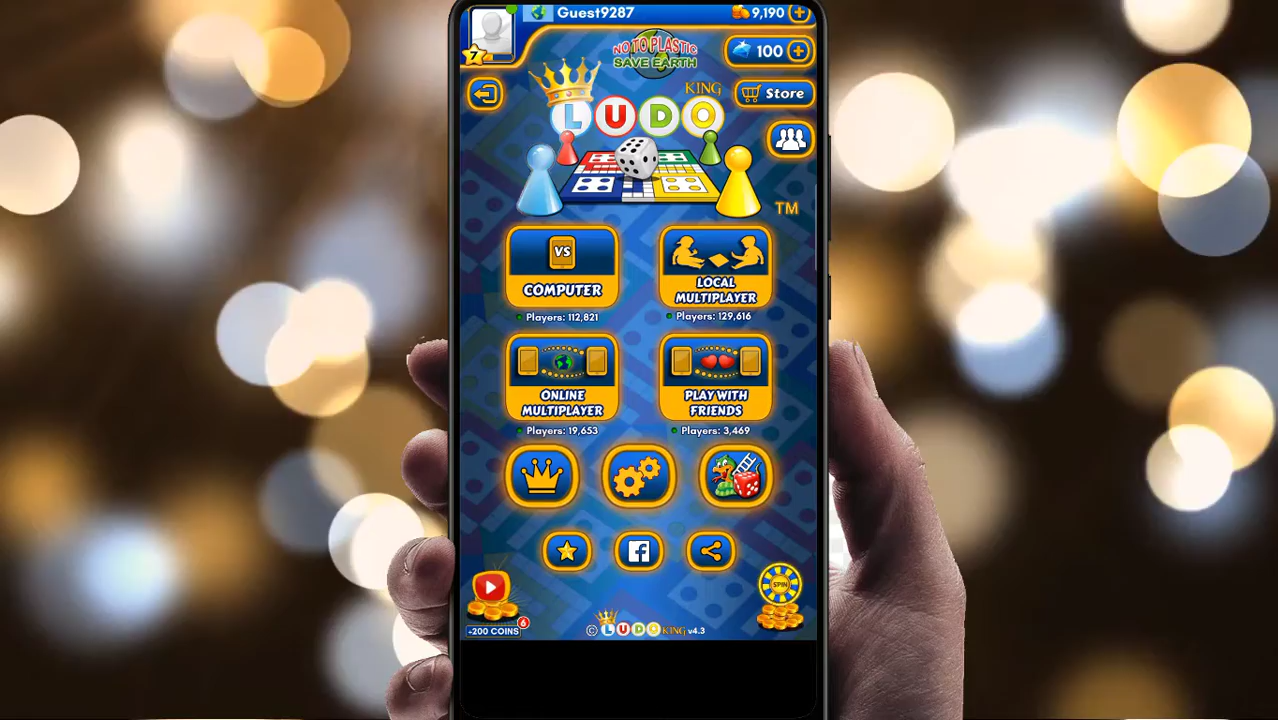 Guest9287
9,190
7
NO TO PLASTIC
SAVE EARTH
100
KING
LUDO
Store
TM
VS
COMPUTER
LOCAL
MULTIPLAYER
Players: 112,821
Players: 129,616
ONLINE
MULTIPLAYER
PLAY WITH
FRIENDS
Players: 19,653
Players: 3,469
f
SPIN
6
-200 COINS
© LUDO KING v4.3